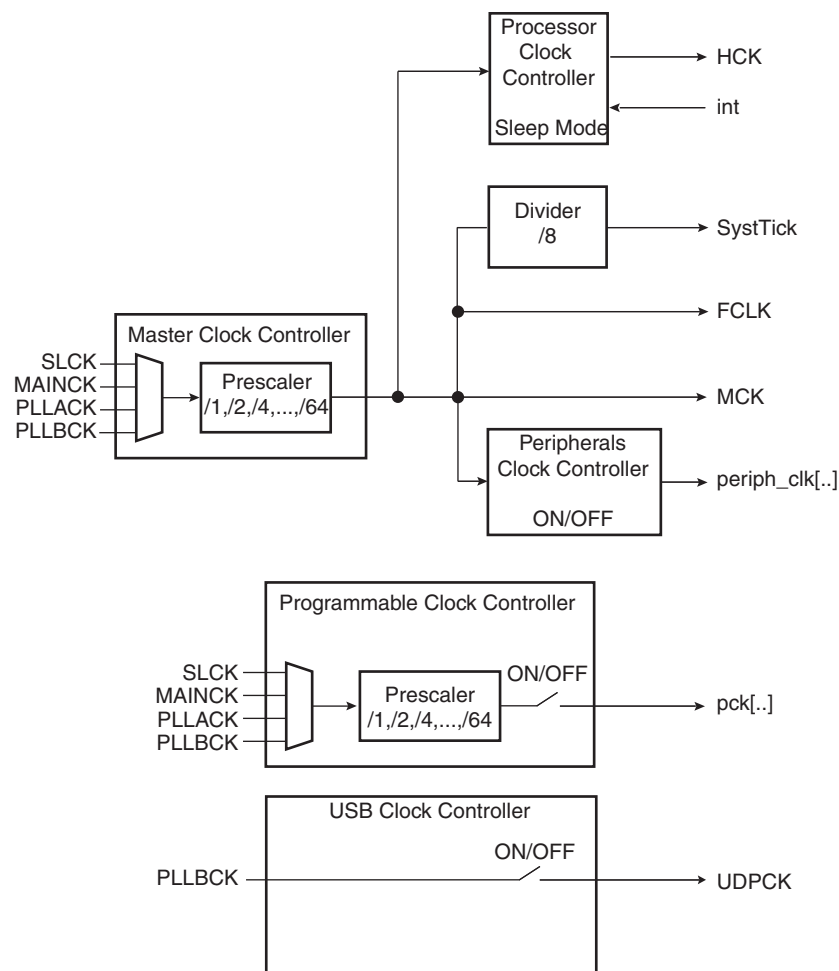 Processor
Clock
Controller
Sleep Mode
HCK
int
Divider
/8
SystTick
FCLK
Master Clock Controller
SLCK
MAINCK
PLLACK
PLLBCK
Prescaler
/1,/2,/4,...,/64
MCK
Peripherals
Clock Controller
ON/OFF
periph_clk[..]
Programmable Clock Controller
SLCK
MAINCK
PLLACK
PLLBCK
Prescaler
/1,/2,/4,...,/64
ON/OFF
pck[..]
USB Clock Controller
ON/OFF
PLLBCK
UDPCK